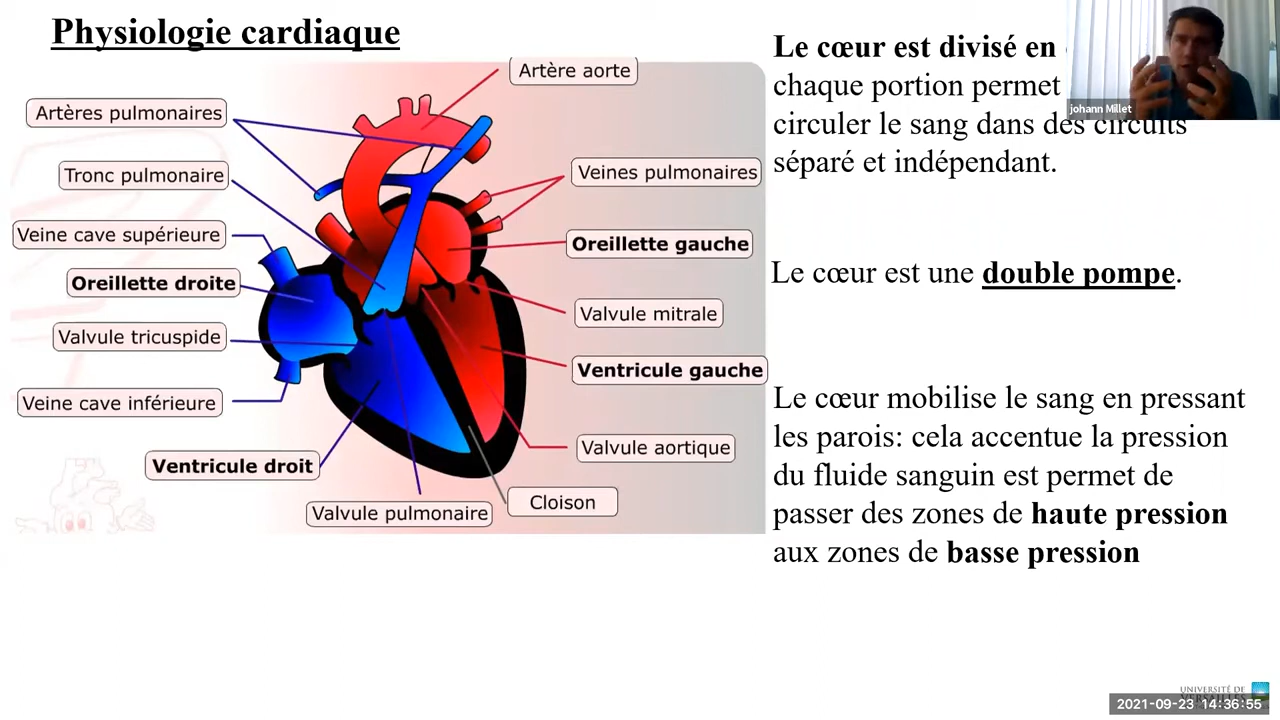 Physiologie cardiaque
Artère aorte
Artères pulmonaires
Tronc pulmonaire
Veines pulmonaires
Veine cave supérieure
Oreillette gauche
Oreillette droite
Valvule mitrale
Valvule tricuspide
Ventricule gauche
Veine cave inférieure
Valvule aortique
Ventricule droit
Cloison
Valvule pulmonaire
Le cœur est divisé en
chaque portion permet
circuler le sang dans des circuits
séparé et indépendant.
Le cœur est une double pompe.
Le cœur mobilise le sang en pressant
les parois: cela accentue la pression
du fluide sanguin est permet de
passer des zones de haute pression
aux zones de basse pression
johann Millet
UNIVERSITÉ DE
VERSAILLES
2021-09-23 14:36:55